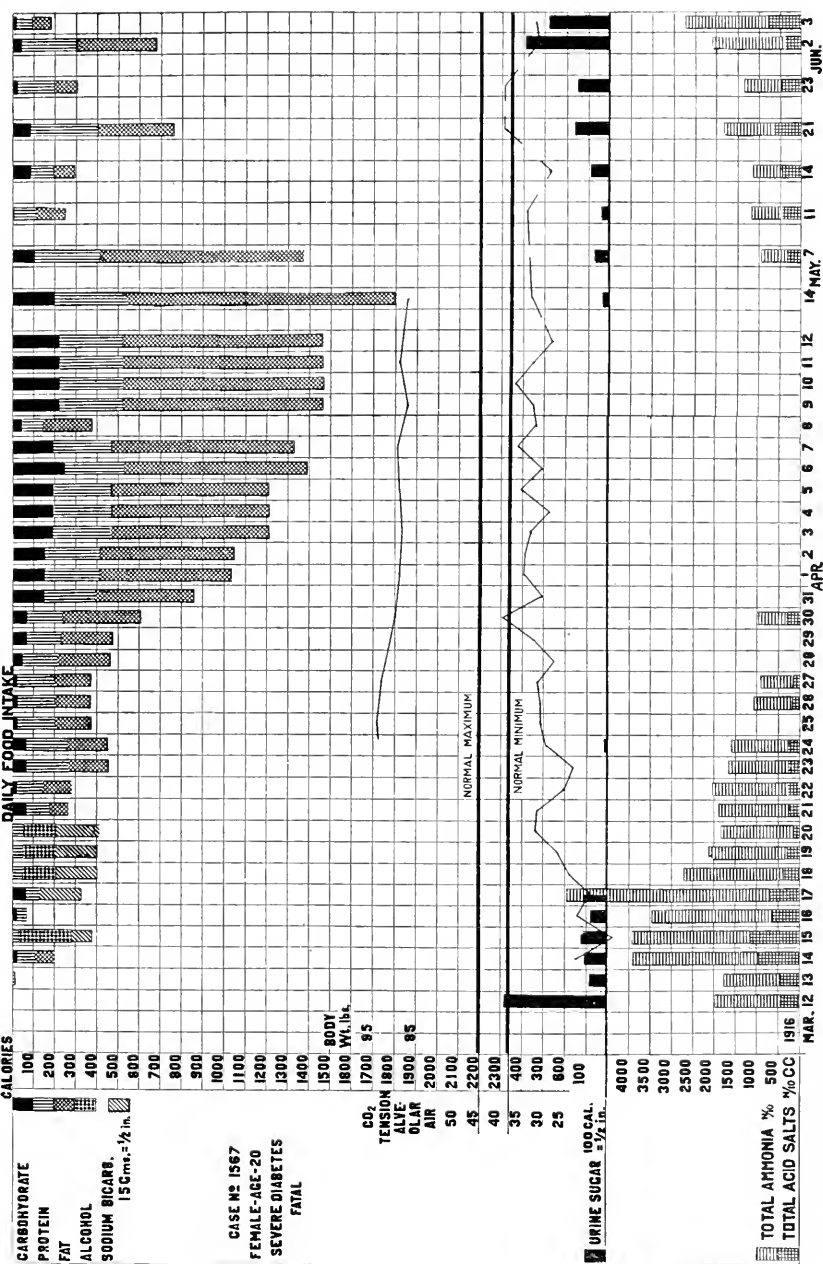 DAILY FOOD INTAKE
CALORIES
100
200
300
400
500
600
700
800
900
1000
1100
1200
1300
1400
1500
1600
1700
1800
1900
2000
2100
2200
2300
400
300
600
100
BODY
Wt. lbs.
95
85
CO2
TENSION
ALVE-
OLAR
AIR
50
45
40
35
30
25
CARBOHYDRATE
PROTEIN
FAT
ALCOHOL
SODIUM BICARB.
15 Gms.=1/2 in.
CASE Nº 1567
FEMALE-AGE-20
SEVERE DIABETES
FATAL
NORMAL MAXIMUM
NORMAL MINIMUM
URINE SUGAR 100 CAL.
=1/2 in.
4000
3500
3000
2500
2000
1500
1000
500
TOTAL AMMONIA
TOTAL ACID SALTS N/10 CC
1916
MAR. 12 13 14 15 16 17 18 19 20 21 22 23 24 25 28 27 28 29 30 31 1 2 3 4 5 6 7 8 9 10 11 12 14 7 11 14 21 23 2 3
APR.
MAY.
JUN.